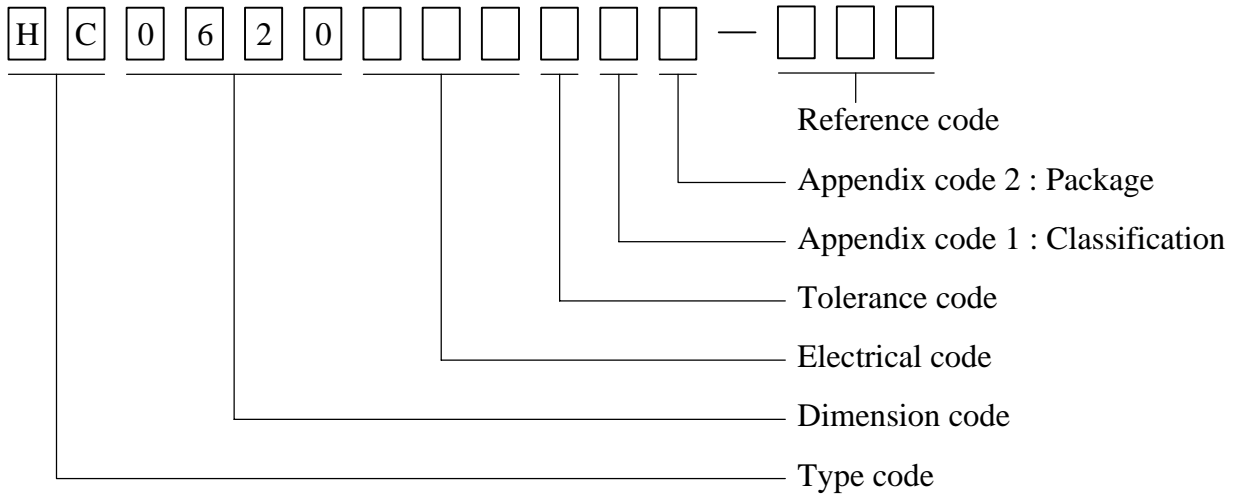 H C 0 6 2 0 —
Reference code
Appendix code 2 : Package
Appendix code 1 : Classification
Tolerance code
Electrical code
Dimension code
Type code